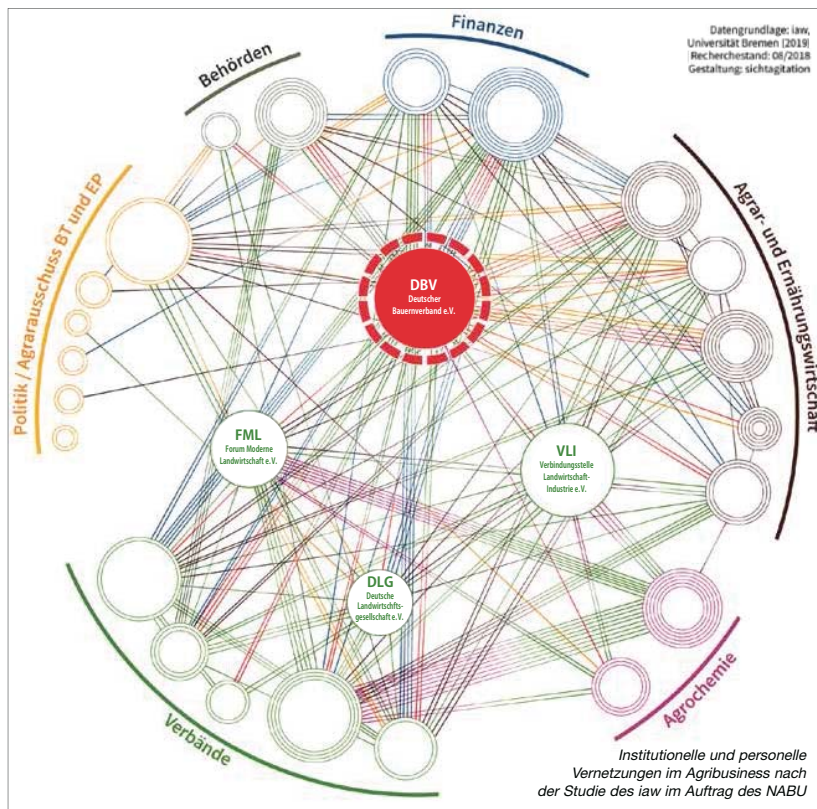 Finanzen
Datengrundlage: iaw,
Universität Bremen [2019]
Recherchestand: 08/2018
Gestaltung: sichtagitation
Behörden
Politik / Agrarausschuss BT und EP
Agrar- und Ernährungswirtschaft
DBV
Deutscher
Bauernverband e.V.
FML
Forum Moderne
Landwirtschaft e.V.
VLI
Verbindungsstelle
Landwirtschaft-
Industrie e.V.
DLG
Deutsche
Landwirtschfts-
gesellschaft e.V.
Verbände
Agrochemie
Institutionelle und personelle
Vernetzungen im Agribusiness nach
der Studie des iaw im Auftrag des NABU